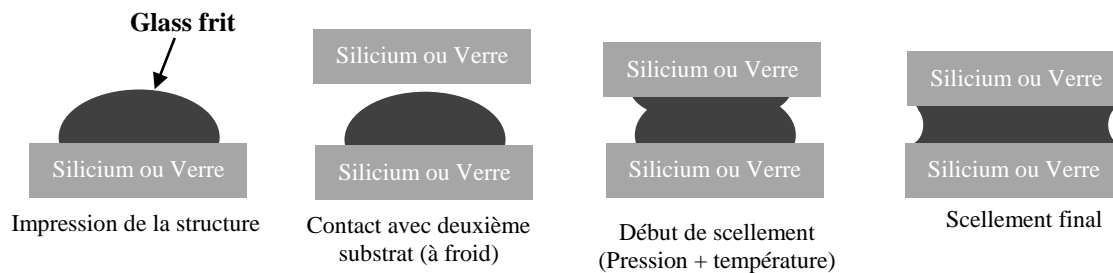 Glass frit
Silicium ou Verre
Impression de la structure
Silicium ou Verre
Silicium ou Verre
Contact avec deuxième
substrat (à froid)
Silicium ou Verre
Silicium ou Verre
Début de scellement
(Pression + température)
Silicium ou Verre
Silicium ou Verre
Scellement final